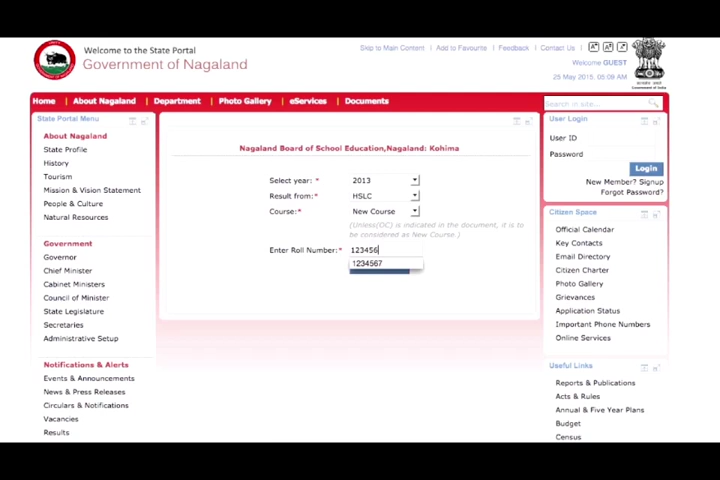 Welcome to the State Portal
Government of Nagaland
Skip to Main Content | Add to Favourite | Feedback | Contact Us |
Welcome GUEST
25 May 2015, 05:09 AM
Home | About Nagaland | Department | Photo Gallery | eServices | Documents
Search in site...
State Portal Menu
About Nagaland
State Profile
History
Tourism
Mission & Vision Statement
People & Culture
Natural Resources
Government
Governor
Chief Minister
Cabinet Ministers
Council of Minister
State Legislature
Secretaries
Administrative Setup
Notifications & Alerts
Events & Announcements
News & Press Releases
Circulars & Notifications
Vacancies
Results
Nagaland Board of School Education,Nagaland: Kohima
Select year: * 2013
Result from:* HSLC
Course:* New Course
(Unless(OC) is indicated in the document, it is to
be considered as New Course.)
Enter Roll Number:* 123456
1234567
User Login
User ID
Password
Login
New Member? Signup
Forgot Password?
Citizen Space
Official Calendar
Key Contacts
Email Directory
Citizen Charter
Photo Gallery
Grievances
Application Status
Important Phone Numbers
Online Services
Useful Links
Reports & Publications
Acts & Rules
Annual & Five Year Plans
Budget
Census